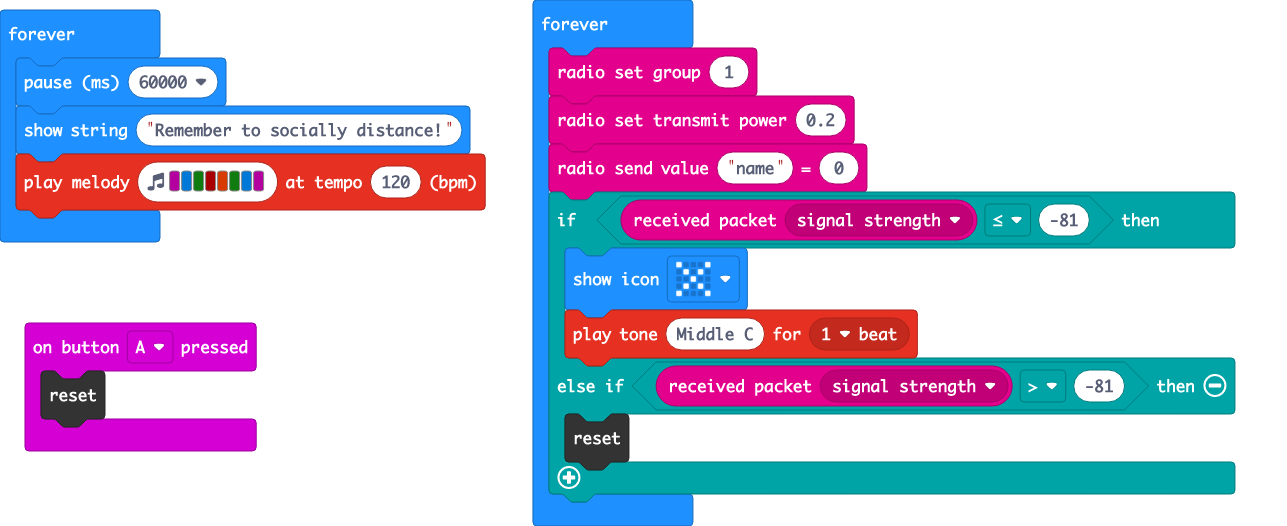 forever
pause (ms) 60000
show string "Remember to socially distance!"
play melody at tempo 120 (bpm)
on button A pressed
reset
forever
radio set group 1
radio set transmit power 0.2
radio send value "name" = 0
if received packet signal strength ≤ -81 then
show icon
play tone Middle C for 1 beat
else if received packet signal strength > -81 then
reset